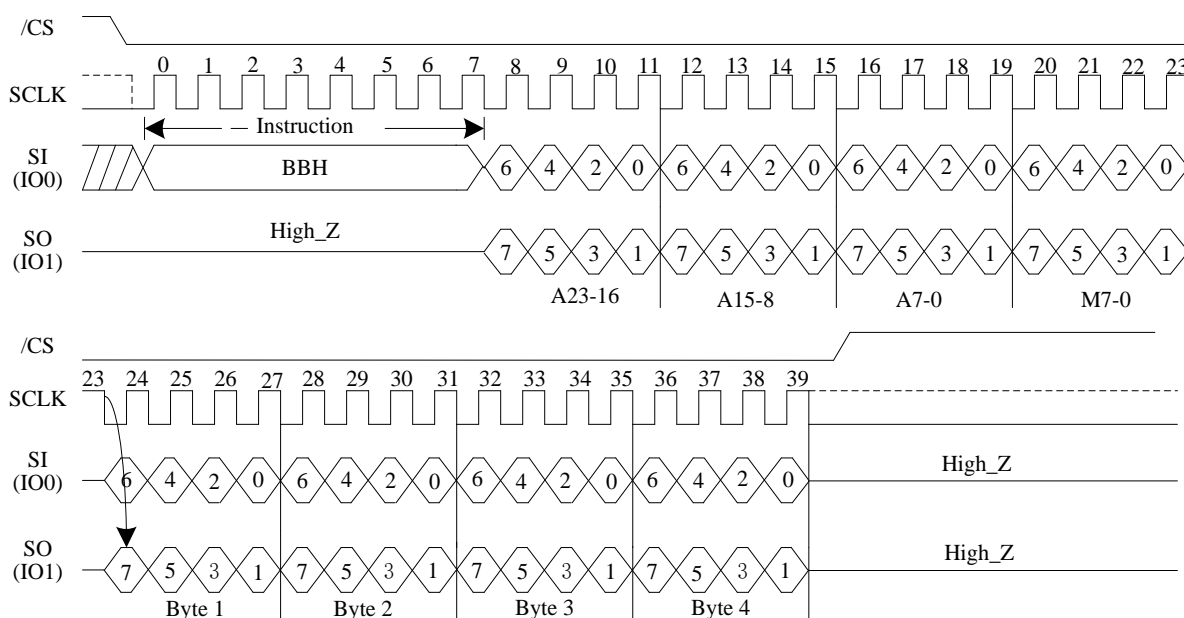 /CS
0 1 2 3 4 5 6 7 8 9 10 11 12 13 14 15 16 17 18 19 20 21 22 23
SCLK
Instruction
SI
(IO0)
BBH
6 4 2 0 6 4 2 0 6 4 2 0 6 4 2 0
SO
(IO1)
High_Z
7 5 3 1 7 5 3 1 7 5 3 1 7 5 3 1
A23-16 A15-8 A7-0 M7-0
/CS
23 24 25 26 27 28 29 30 31 32 33 34 35 36 37 38 39
SCLK
SI
(IO0)
6 4 2 0 6 4 2 0 6 4 2 0 6 4 2 0
High_Z
SO
(IO1)
7 5 3 1 7 5 3 1 7 5 3 1 7 5 3 1
High_Z
Byte 1 Byte 2 Byte 3 Byte 4